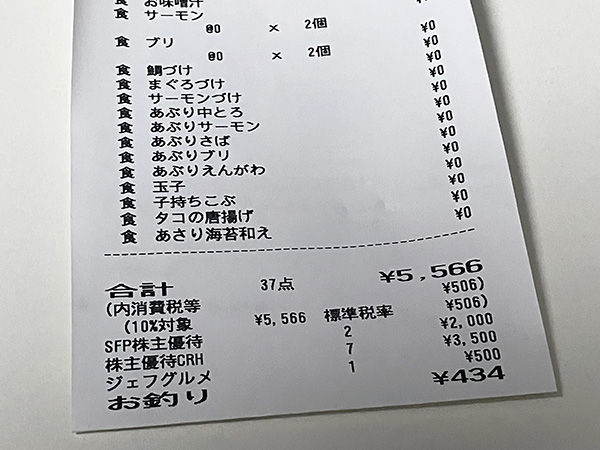 食 お味噌汁
食 サーモン ¥0
@0 × 2個
食 ブリ ¥0
@0 × 2個
食 鯛づけ ¥0
食 まぐろづけ ¥0
食 サーモンづけ ¥0
食 あぶり中とろ ¥0
食 あぶりサーモン ¥0
食 あぶりさば ¥0
食 あぶりブリ ¥0
食 あぶりえんがわ ¥0
食 玉子 ¥0
食 子持ちこぶ ¥0
食 タコの唐揚げ ¥0
食 あさり海苔和え ¥0
合計 37点 ¥5,566
(内消費税等 ¥506)
(10%対象 ¥5,566 標準税率 ¥506)
SFP株主優待 2 ¥2,000
株主優待CRH 7 ¥3,500
ジェフグルメ 1 ¥500
お釣り ¥434